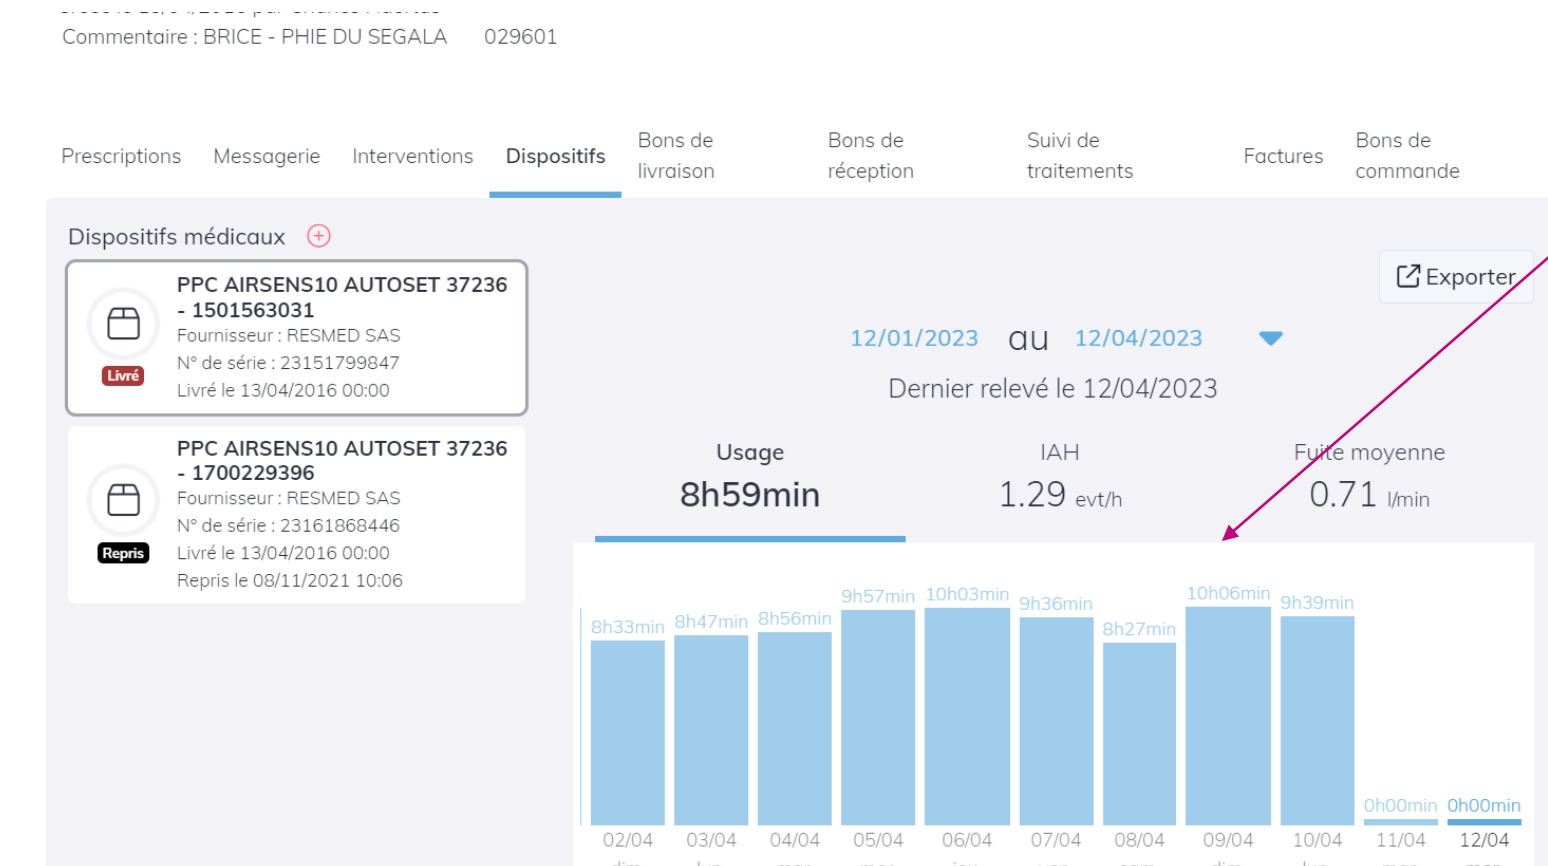 Commentaire : BRICE - PHIE DU SEGALA 029601
Prescriptions Messagerie Interventions Dispositifs Bons de livraison Bons de réception Suivi de traitements Factures Bons de commande
Dispositifs médicaux
PPC AIRSENS10 AUTOSET 37236
- 1501563031
Fournisseur : RESMED SAS
N° de série : 23151799847
Livré le 13/04/2016 00:00
Livré
PPC AIRSENS10 AUTOSET 37236
- 1700229396
Fournisseur : RESMED SAS
N° de série : 23161868446
Livré le 13/04/2016 00:00
Repris le 08/11/2021 10:06
Repris
Exporter
12/01/2023 au 12/04/2023
Dernier relevé le 12/04/2023
Usage IAH Fuite moyenne
8h59min 1.29 evt/h 0.71 l/min
8h33min 8h47min 8h56min 9h57min 10h03min 9h36min 8h27min 10h06min 9h39min 0h00min 0h00min
02/04 03/04 04/04 05/04 06/04 07/04 08/04 09/04 10/04 11/04 12/04